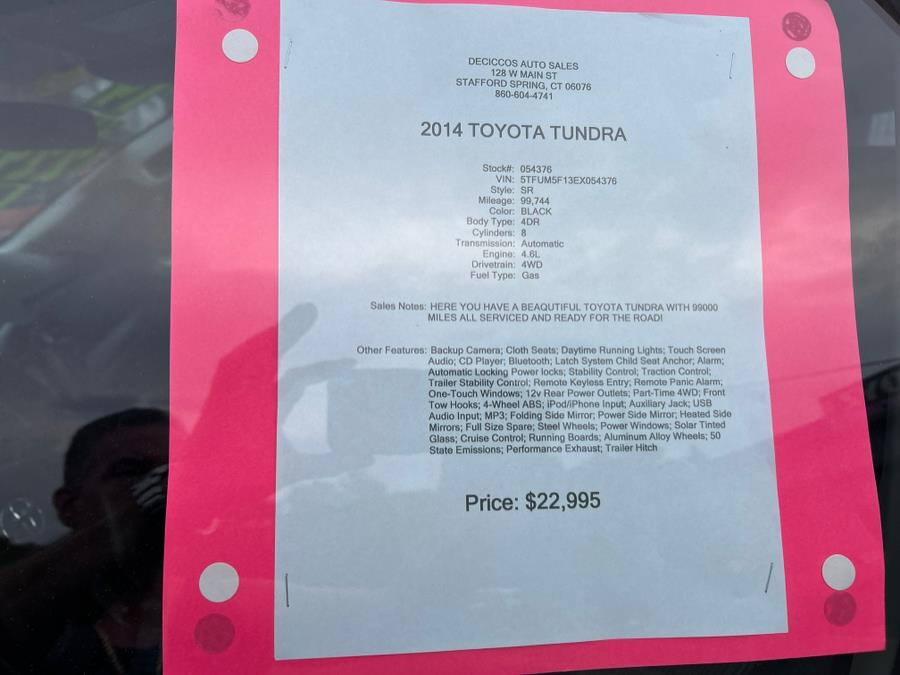 DECICCOS AUTO SALES
128 W MAIN ST
STAFFORD SPRING, CT 06076
860-604-4741
2014 TOYOTA TUNDRA
Stock#: 054376
VIN: 5TFUM5F13EX054376
Style: SR
Mileage: 99,744
Color: BLACK
Body Type: 4DR
Cylinders: 8
Transmission: Automatic
Engine: 4.6L
Drivetrain: 4WD
Fuel Type: Gas
Sales Notes: HERE YOU HAVE A BEAQUTIFUL TOYOTA TUNDRA WITH 99000
MILES ALL SERVICED AND READY FOR THE ROAD!
Other Features: Backup Camera; Cloth Seats; Daytime Running Lights; Touch Screen
Audio; CD Player; Bluetooth; Latch System Child Seat Anchor; Alarm;
Automatic Locking Power locks; Stability Control; Traction Control;
Trailer Stability Control; Remote Keyless Entry; Remote Panic Alarm;
One-Touch Windows; 12v Rear Power Outlets; Part-Time 4WD; Front
Tow Hooks; 4-Wheel ABS; iPod/iPhone Input; Auxiliary Jack; USB
Audio Input; MP3; Folding Side Mirror; Power Side Mirror; Heated Side
Mirrors; Full Size Spare; Steel Wheels; Power Windows; Solar Tinted
Glass; Cruise Control; Running Boards; Aluminum Alloy Wheels; 50
State Emissions; Performance Exhaust; Trailer Hitch
Price: $22,995